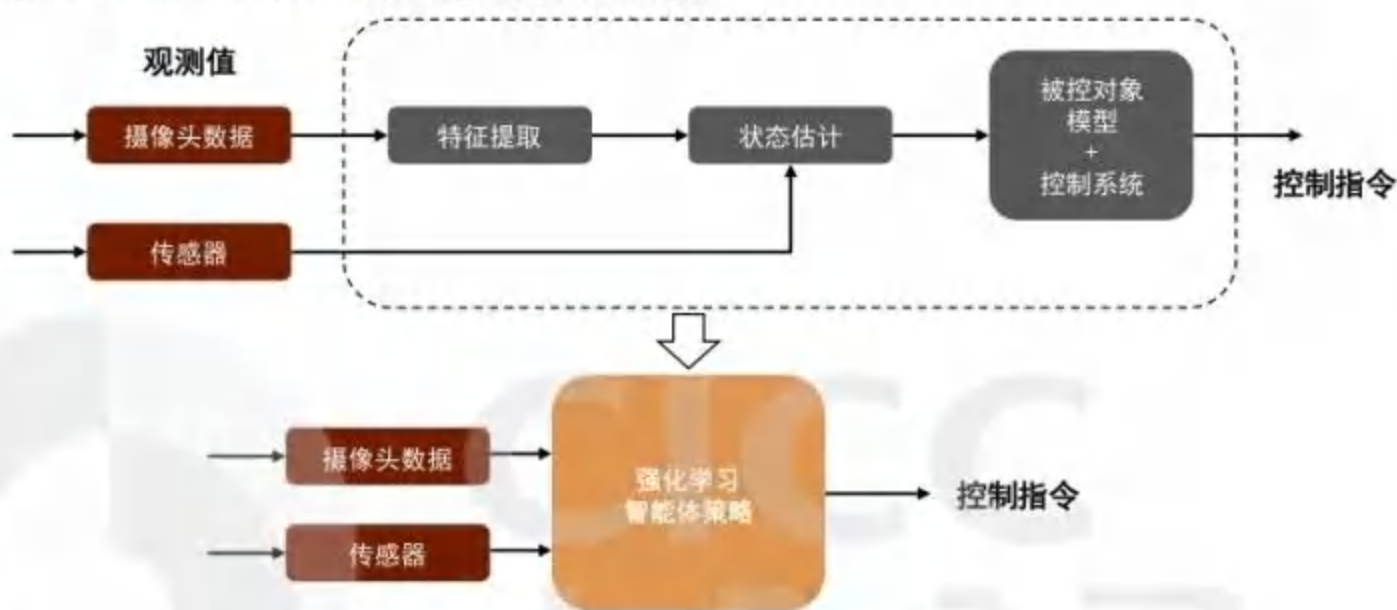 观测值
摄像头数据
特征提取
状态估计
被控对象
模型
+
控制系统
控制指令
传感器
摄像头数据
强化学习
智能体策略
控制指令
传感器
CICC